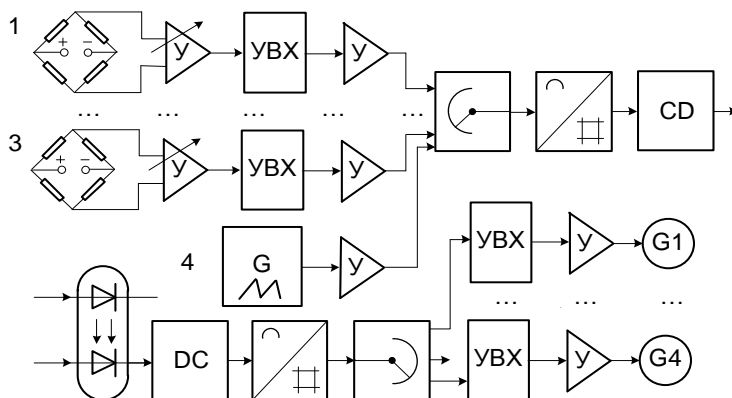 1 + − У УВХ У
CD
... ... ... ... ...
3 + − У УВХ У
4 G У
УВХ У G1
... ... ...
DC УВХ У G4